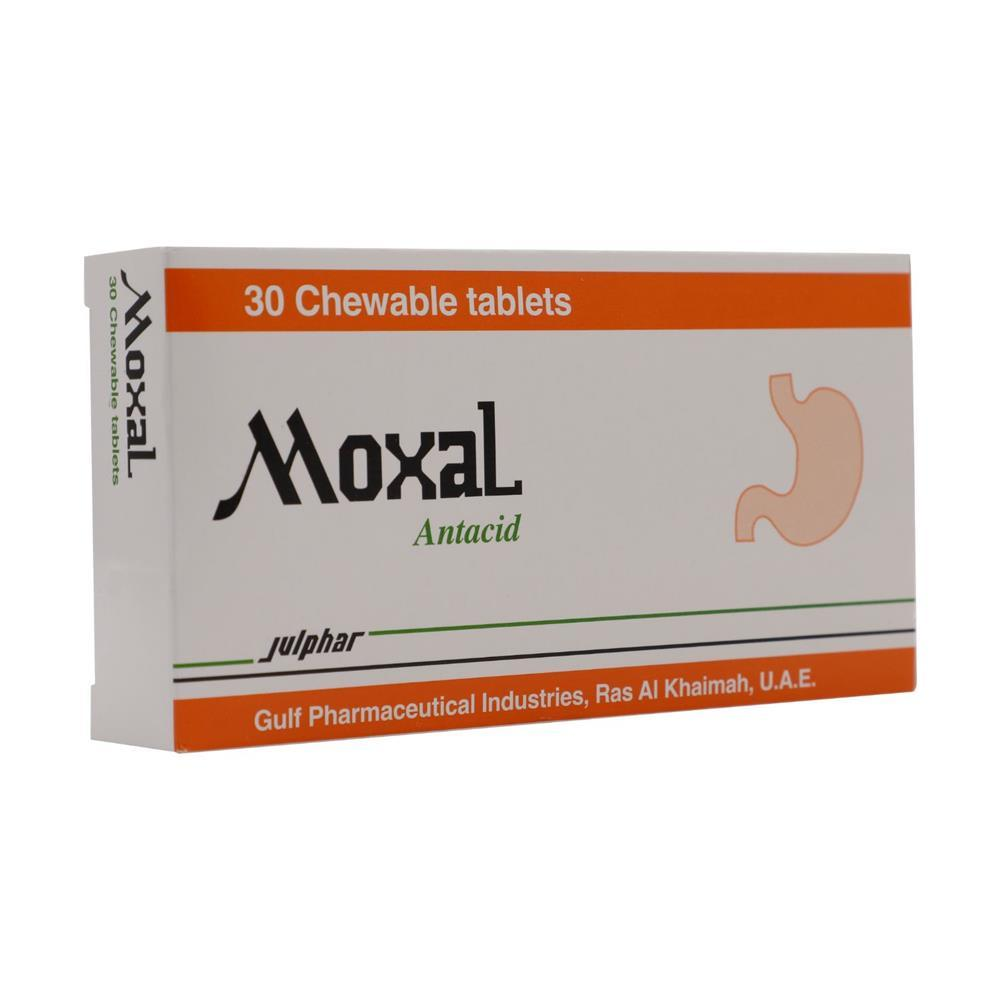 Moxal
30 Chewable tablets
30 Chewable tablets
Moxal
Antacid
julphar
Gulf Pharmaceutical Industries, Ras Al Khaimah, U.A.E.